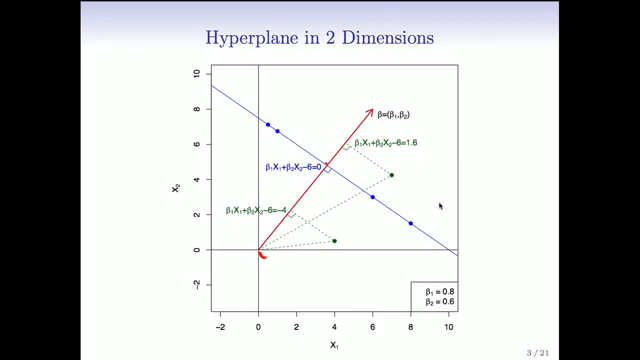 Hyperplane in 2 Dimensions
10
8
6
4
2
0
−2
X₂
β=(β₁,β₂)
β₁X₁+β₂X₂−6=1.6
β₁X₁+β₂X₂−6=0
β₁X₁+β₂X₂−6=−4
β₁ = 0.8
β₂ = 0.6
−2 0 2 4 6 8 10
X₁
3 / 21